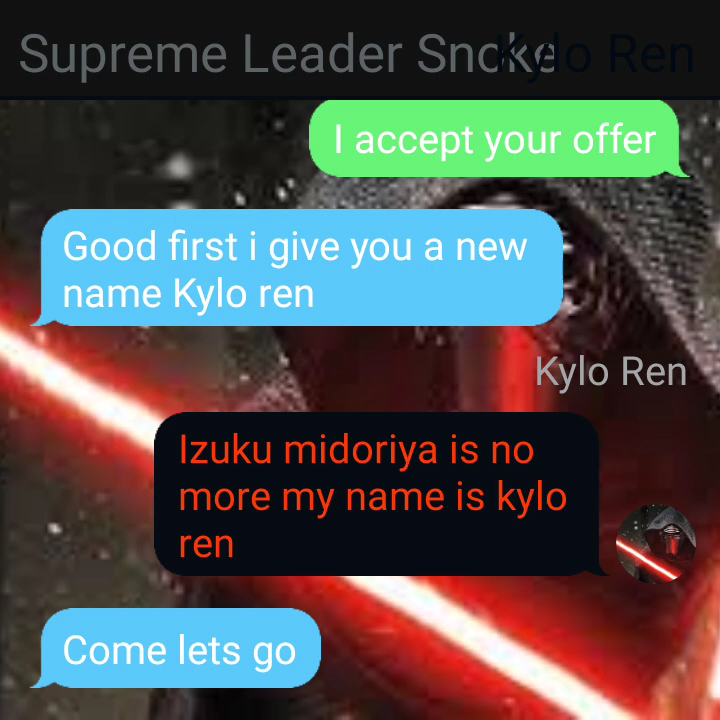 Supreme Leader Snoke
Kylo Ren
I accept your offer
Good first i give you a new
name Kylo ren
Kylo Ren
Izuku midoriya is no
more my name is kylo
ren
Come lets go